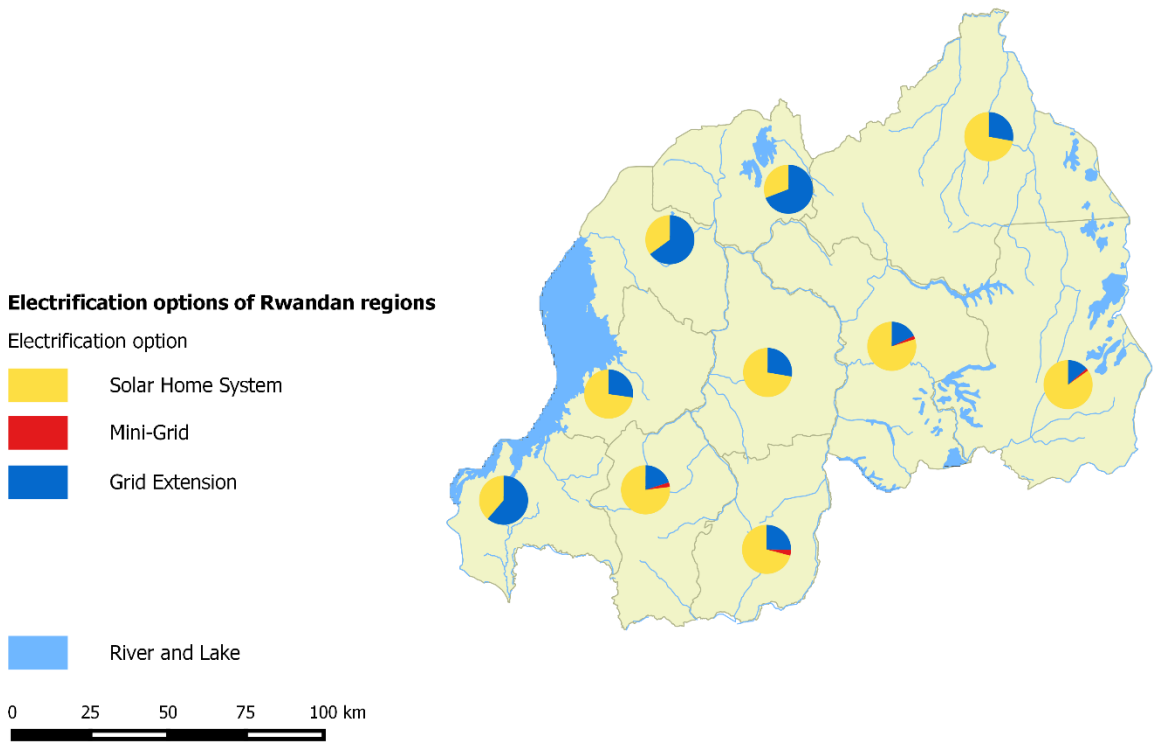 Electrification options of Rwandan regions
Electrification option
Solar Home System
Mini-Grid
Grid Extension
River and Lake
0 25 50 75 100 km